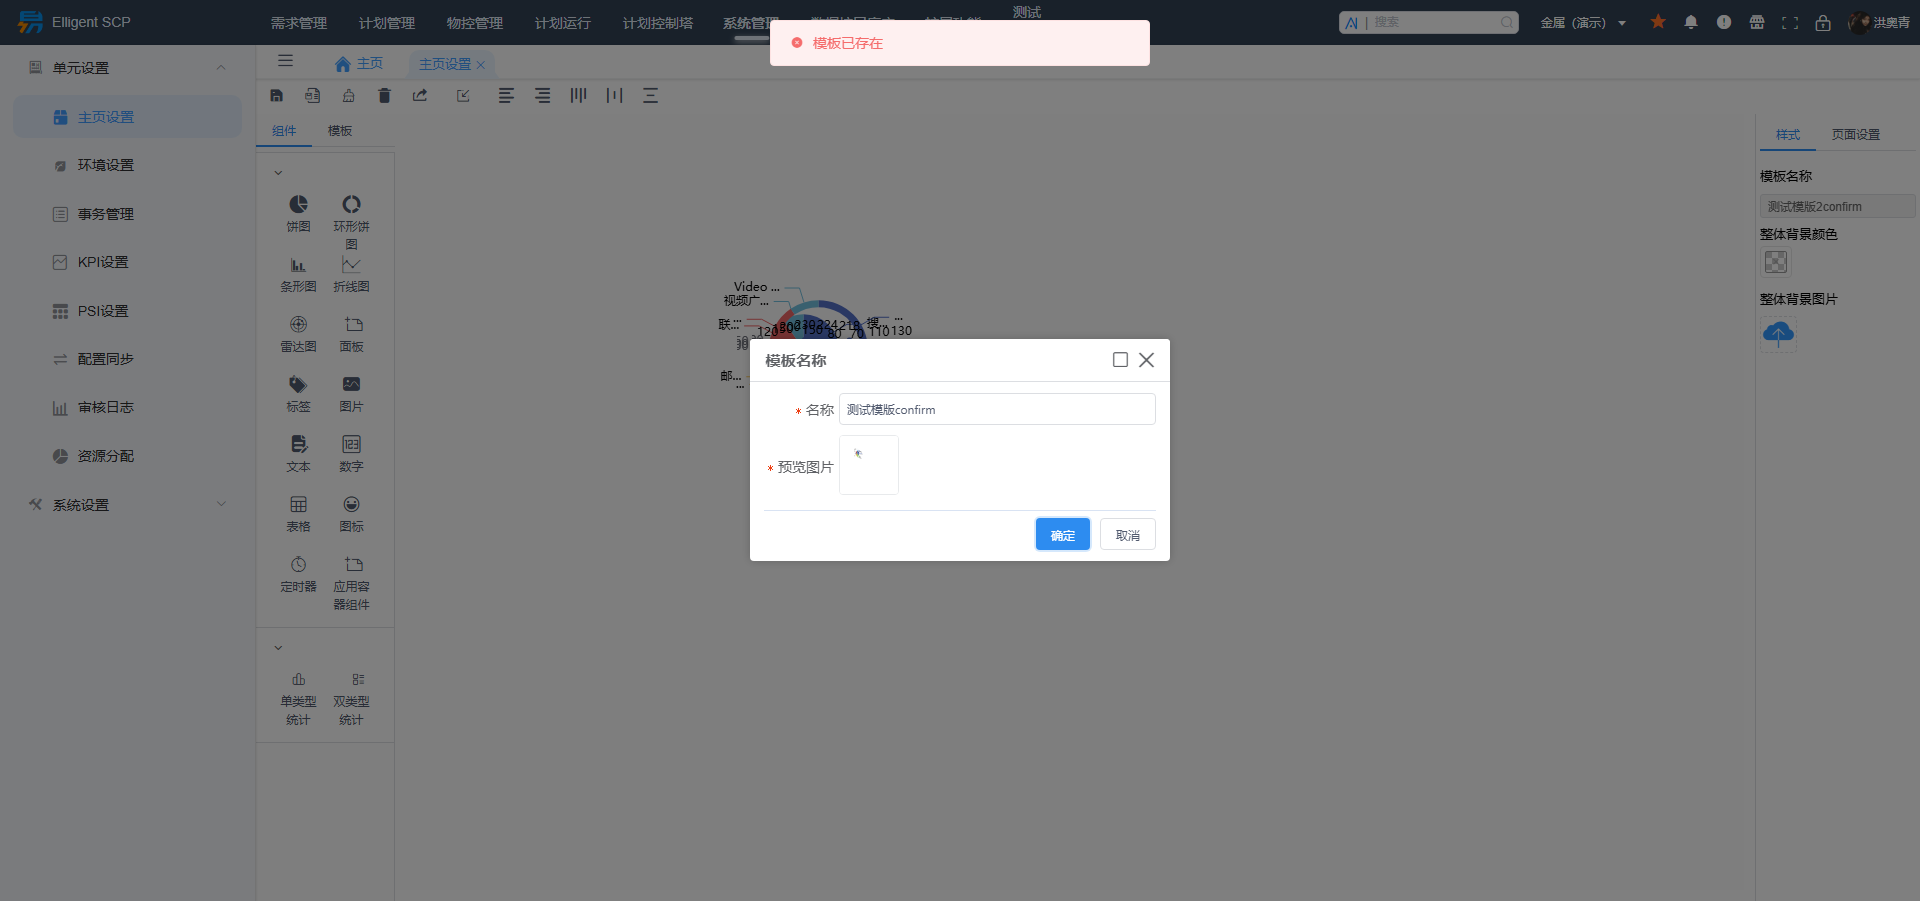 Elligent SCP
需求管理
计划管理
物控管理
计划运行
计划控制塔
系统管理
测试
AI | 搜索
金属（演示）
洪奥青
模板已存在
单元设置
主页设置
环境设置
事务管理
KPI设置
PSI设置
配置同步
审核日志
资源分配
系统设置
主页
主页设置
组件
模板
饼图
环形饼图
条形图
折线图
雷达图
面板
标签
图片
文本
数字
表格
图标
定时器
应用容器组件
单类型统计
双类型统计
Video ...
视频广...
联...
邮...
搜...
110
130
模板名称
* 名称
测试模版confirm
* 预览图片
确定
取消
样式
页面设置
模板名称
测试模版2confirm
整体背景颜色
整体背景图片